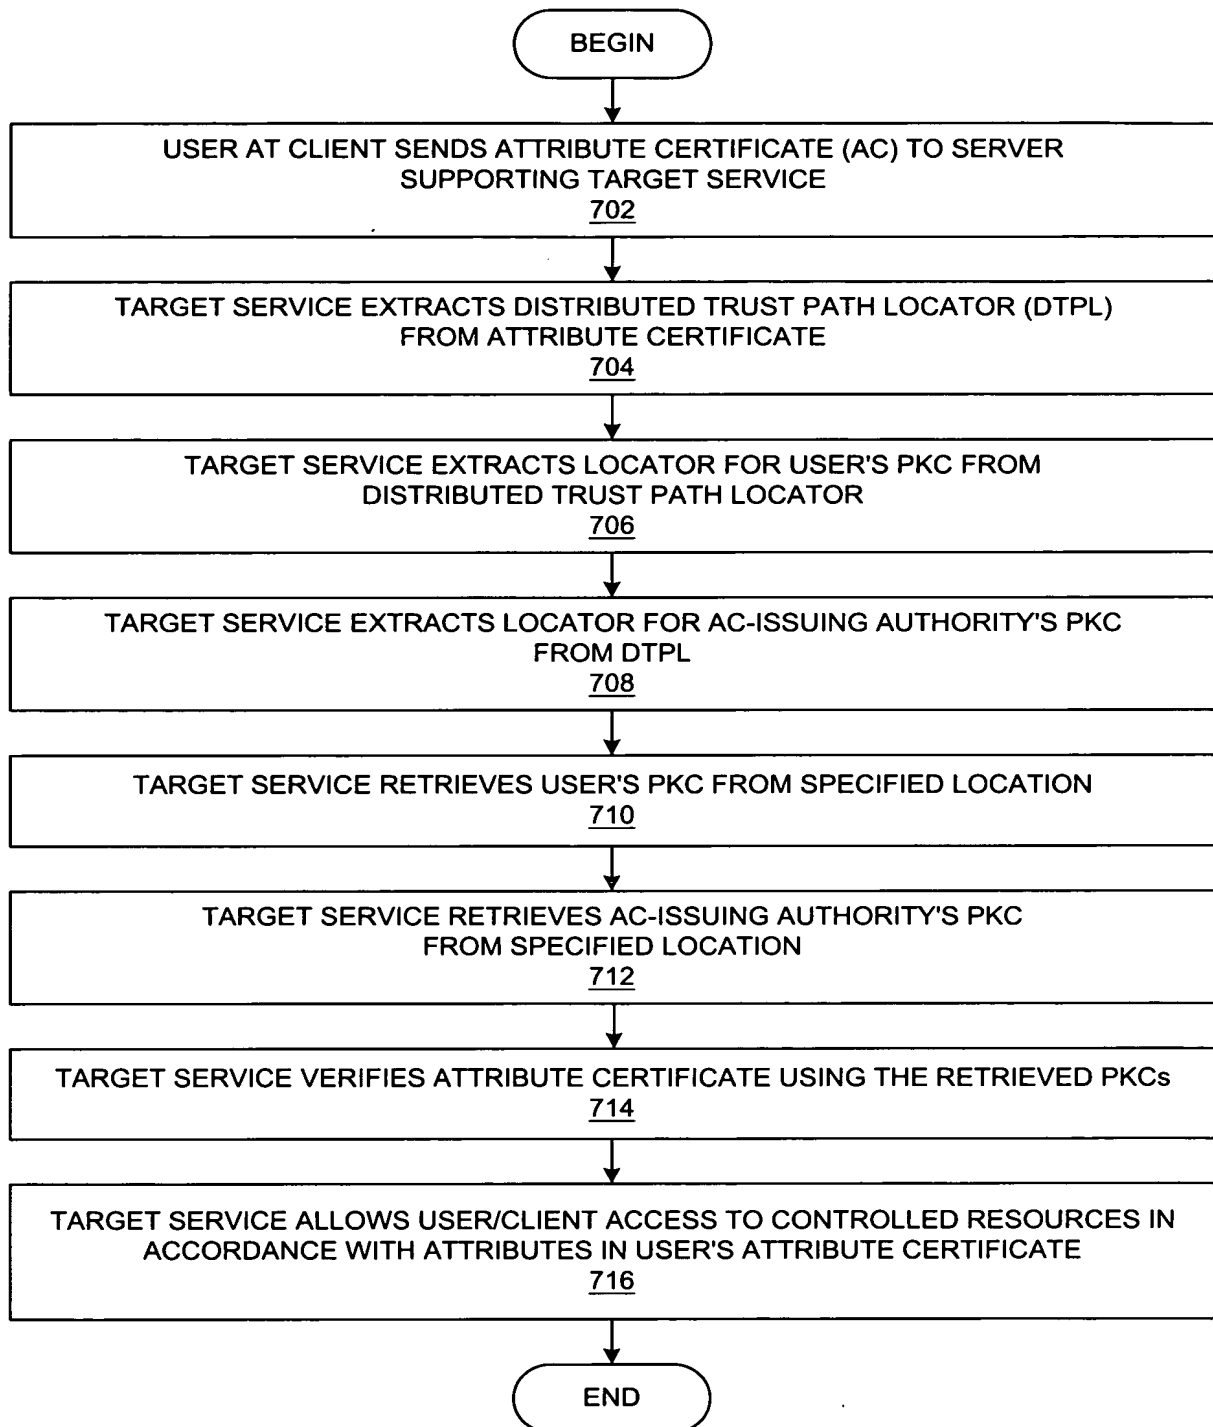 BEGIN
USER AT CLIENT SENDS ATTRIBUTE CERTIFICATE (AC) TO SERVER
SUPPORTING TARGET SERVICE
702
TARGET SERVICE EXTRACTS DISTRIBUTED TRUST PATH LOCATOR (DTPL)
FROM ATTRIBUTE CERTIFICATE
704
TARGET SERVICE EXTRACTS LOCATOR FOR USER'S PKC FROM
DISTRIBUTED TRUST PATH LOCATOR
706
TARGET SERVICE EXTRACTS LOCATOR FOR AC-ISSUING AUTHORITY'S PKC
FROM DTPL
708
TARGET SERVICE RETRIEVES USER'S PKC FROM SPECIFIED LOCATION
710
TARGET SERVICE RETRIEVES AC-ISSUING AUTHORITY'S PKC
FROM SPECIFIED LOCATION
712
TARGET SERVICE VERIFIES ATTRIBUTE CERTIFICATE USING THE RETRIEVED PKCs
714
TARGET SERVICE ALLOWS USER/CLIENT ACCESS TO CONTROLLED RESOURCES IN
ACCORDANCE WITH ATTRIBUTES IN USER'S ATTRIBUTE CERTIFICATE
716
END